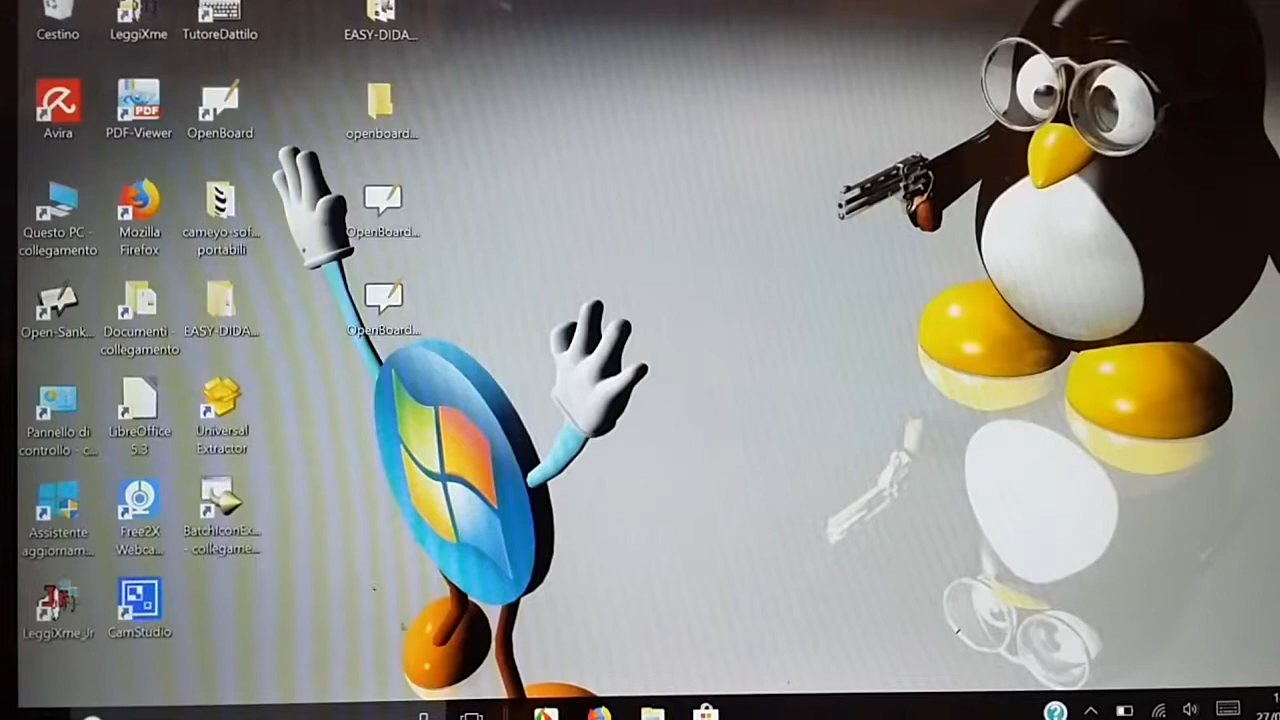 Cestino
LeggiXme
TutoreDattilo
EASY-DIDA...
Avira
PDF-Viewer
PDF
OpenBoard
openboard...
Questo PC -
collegamento
Mozilla
Firefox
cameyo-sof...
portabili
OpenBoard...
Open-Sank...
Documenti -
collegamento
EASY-DIDA...
OpenBoard...
Pannello di
controllo - c...
LibreOffice
5.3
Universal
Extractor
Assistente
aggiornam...
Free2X
Webca...
BatchIconEx...
- collegame...
LeggiXme_Jr
CamStudio